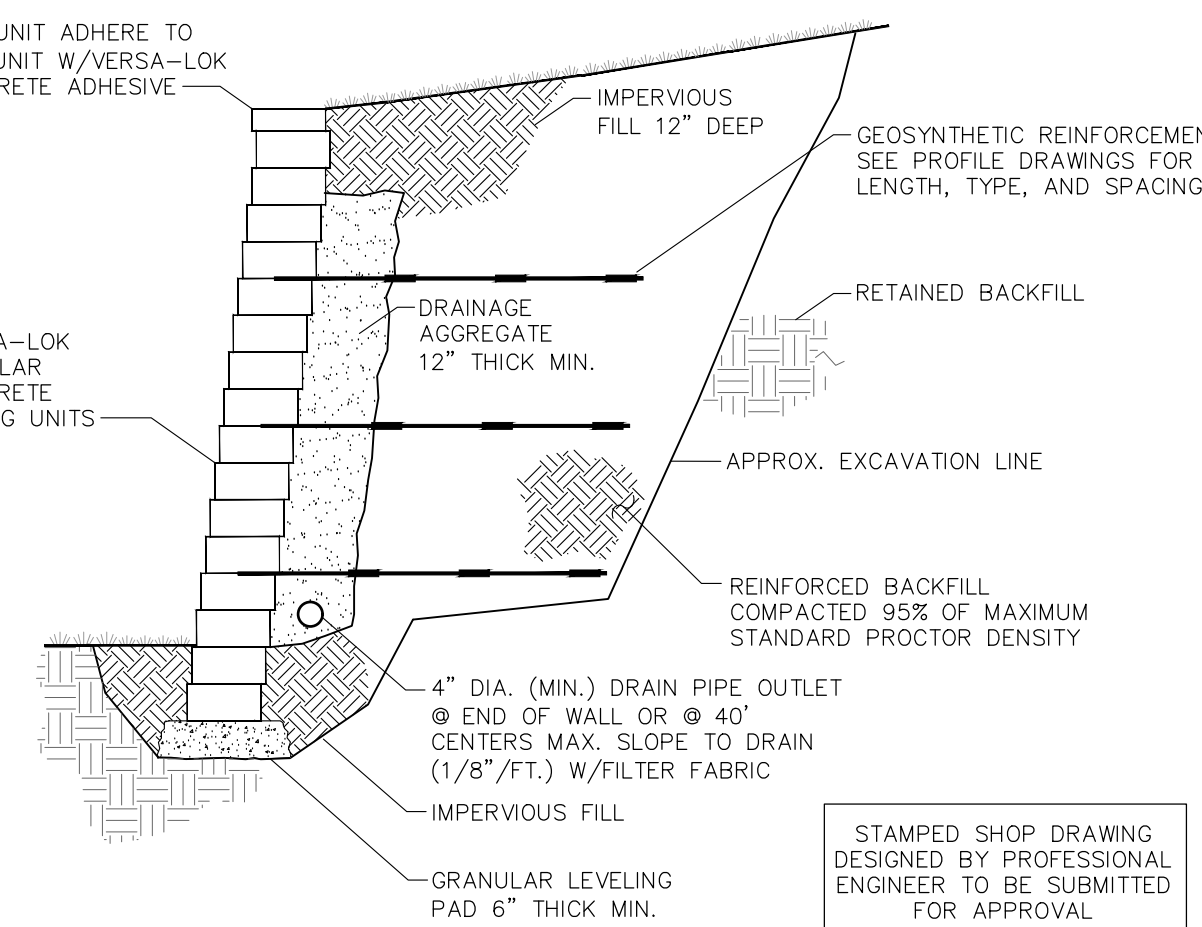 UNIT ADHERE TO
UNIT W/VERSA-LOK
RETE ADHESIVE
IMPERVIOUS
FILL 12" DEEP
GEOSYNTHETIC REINFORCEMEN
SEE PROFILE DRAWINGS FOR
LENGTH, TYPE, AND SPACING
RETAINED BACKFILL
DRAINAGE
AGGREGATE
12" THICK MIN.
A-LOK
LAR
RETE
G UNITS
APPROX. EXCAVATION LINE
REINFORCED BACKFILL
COMPACTED 95% OF MAXIMUM
STANDARD PROCTOR DENSITY
4" DIA. (MIN.) DRAIN PIPE OUTLET
@ END OF WALL OR @ 40'
CENTERS MAX. SLOPE TO DRAIN
(1/8"/FT.) W/FILTER FABRIC
IMPERVIOUS FILL
GRANULAR LEVELING
PAD 6" THICK MIN.
STAMPED SHOP DRAWING
DESIGNED BY PROFESSIONAL
ENGINEER TO BE SUBMITTED
FOR APPROVAL